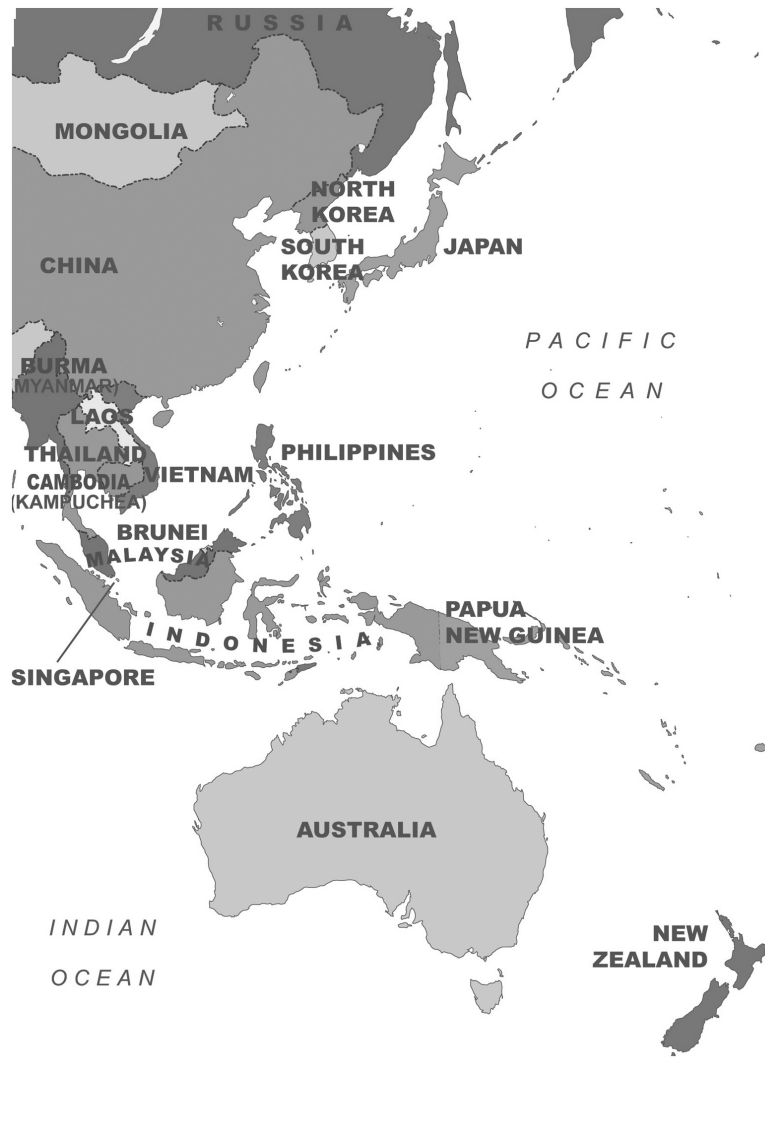 RUSSIA
MONGOLIA
NORTH
KOREA
SOUTH
KOREA
JAPAN
CHINA
PACIFIC
OCEAN
BURMA
(MYANMAR)
LAOS
THAILAND
PHILIPPINES
VIETNAM
CAMBODIA
(KAMPUCHEA)
BRUNEI
MALAYSIA
PAPUA
NEW GUINEA
INDONESIA
SINGAPORE
AUSTRALIA
INDIAN
OCEAN
NEW
ZEALAND